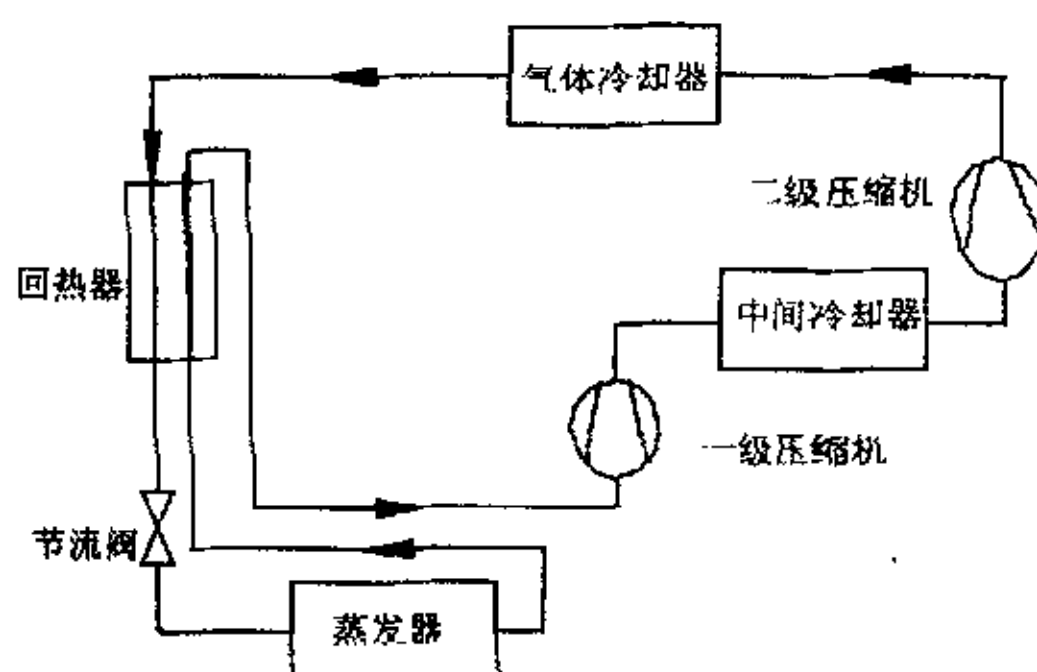 气体冷却器
二级压缩机
回热器
中间冷却器
一级压缩机
节流阀
蒸发器